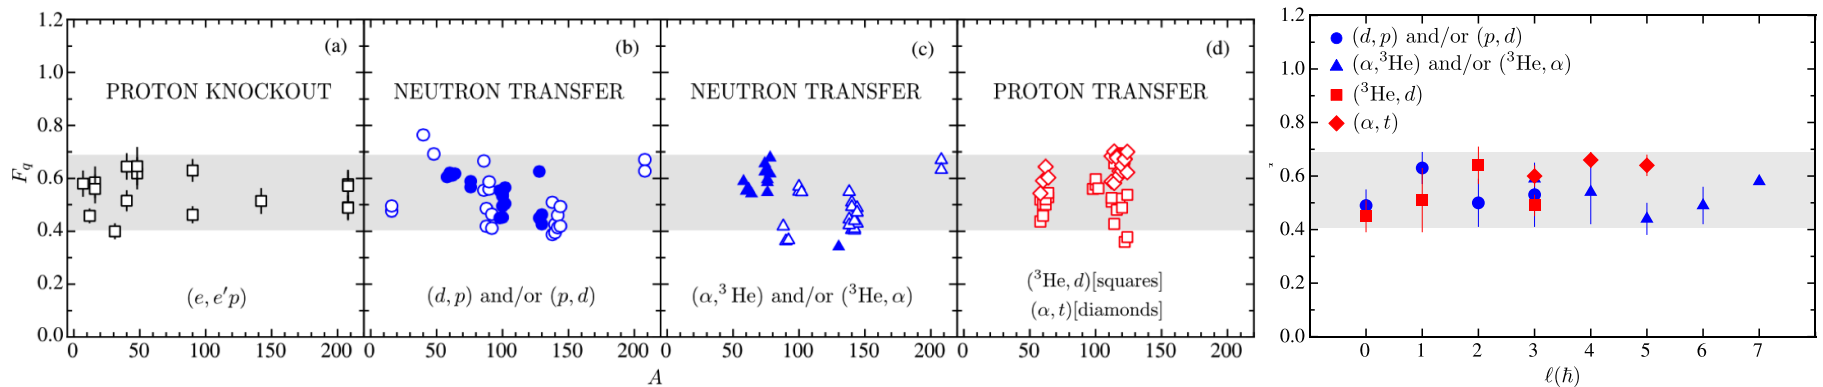 1.2
1.0
0.8
0.6
0.4
0.2
0.0
F_q
(a)
PROTON KNOCKOUT
(e, e′p)
0 50 100 150 200
(b)
NEUTRON TRANSFER
(d, p) and/or (p, d)
0 50 100 150 200
(c)
NEUTRON TRANSFER
(α,³ He) and/or (³He, α)
0 50 100 150 200
(d)
PROTON TRANSFER
(³He, d)[squares]
(α, t)[diamonds]
0 50 100 150 200
A
1.2
1.0
0.8
0.6
0.4
0.2
0.0
(d, p) and/or (p, d)
(α,³He) and/or (³He, α)
(³He, d)
(α, t)
0 1 2 3 4 5 6 7
ℓ(ħ)